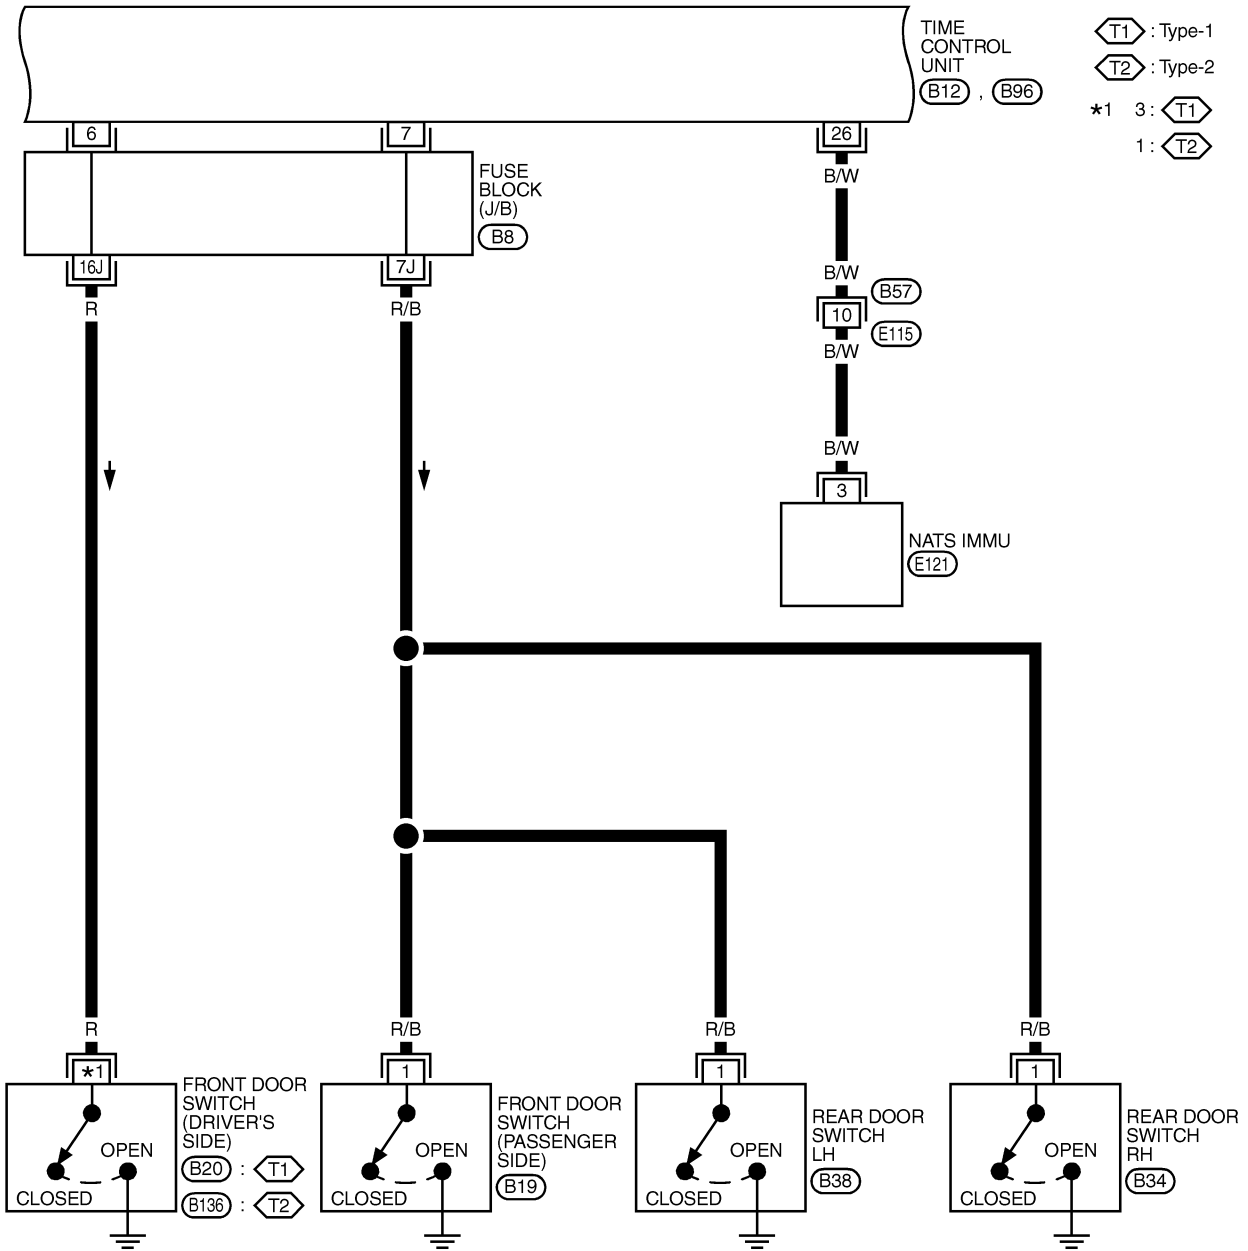 TIME
CONTROL
UNIT
B12 , B96
T1 : Type-1
T2 : Type-2
*1 3 : T1
1 : T2
6
7
26
FUSE
BLOCK
(J/B)
B8
16J
7J
R
R/B
B/W
B/W
B57
10
E115
B/W
B/W
3
NATS IMMU
E121
R
R/B
R/B
R/B
*1
1
1
1
FRONT DOOR
SWITCH
(DRIVER'S
SIDE)
B20 : T1
B136 : T2
OPEN
CLOSED
FRONT DOOR
SWITCH
(PASSENGER
SIDE)
B19
OPEN
CLOSED
REAR DOOR
SWITCH
LH
B38
OPEN
CLOSED
REAR DOOR
SWITCH
RH
B34
OPEN
CLOSED